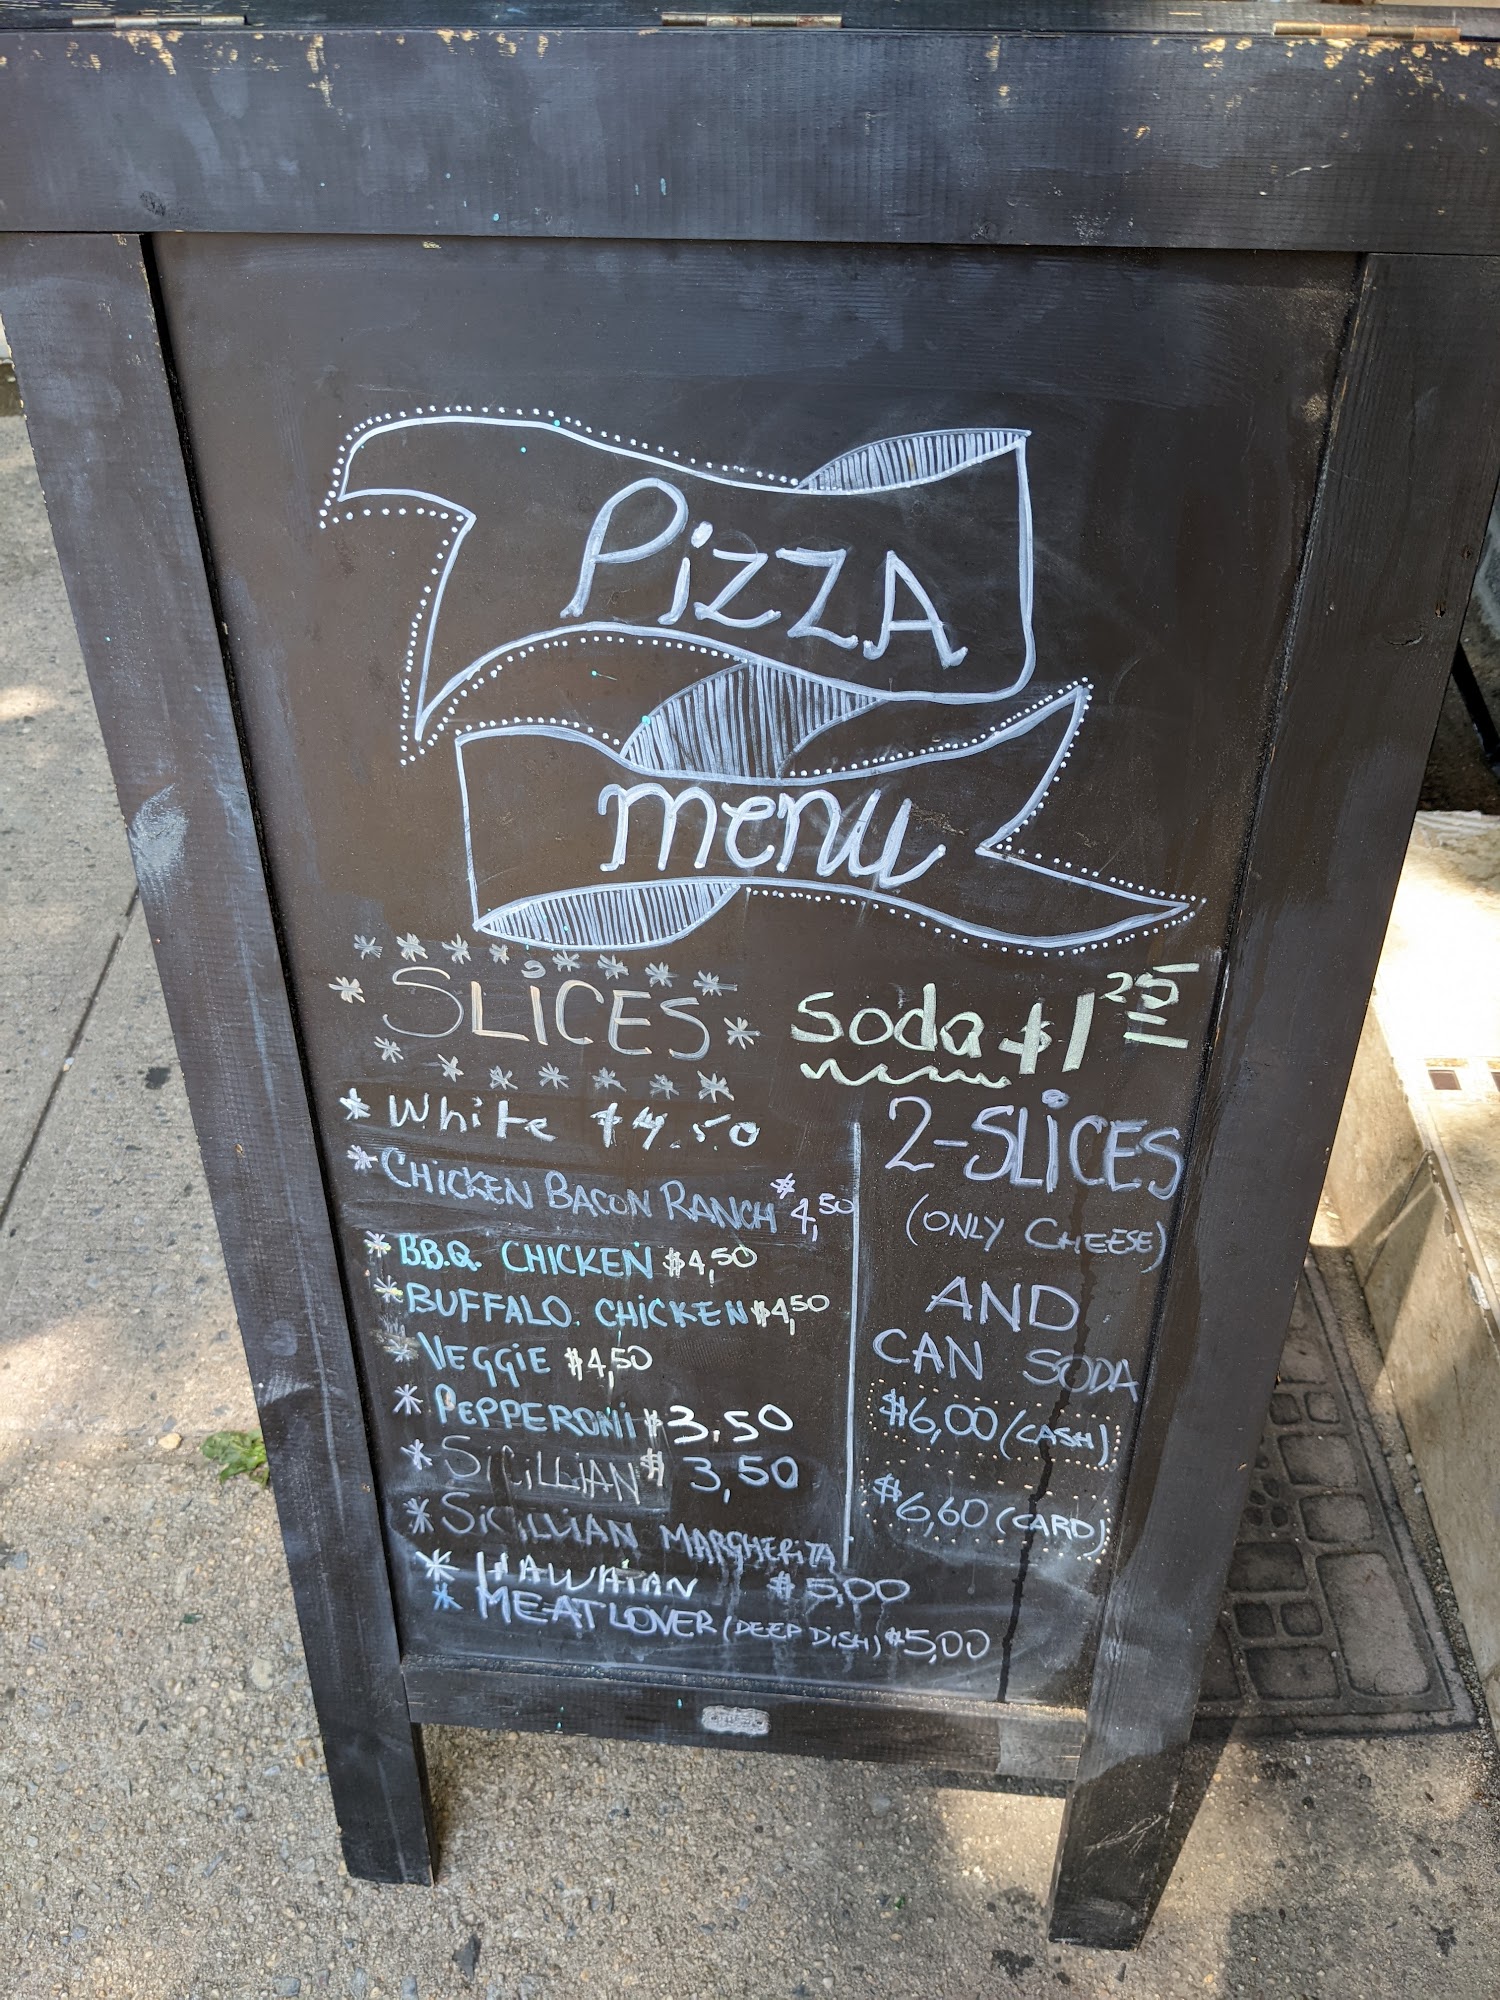 Pizza
menu
SLICES
Soda $1 25
* White $4.50
* CHICKEN BACON RANCH $4,50
* B.B.Q. CHICKEN $4,50
* BUFFALO. CHICKEN $4,50
* VEGGIE $4,50
* PEPPERONI $3,50
* SICILLIAN $3,50
* SICILLIAN MARGHERITA
* HAWAIIAN $5,00
* MEATLOVER (DEEP DISH) $5,00
2-SLICES
(ONLY CHEESE)
AND
CAN SODA
$6,00 (CASH)
$6,60 (CARD)